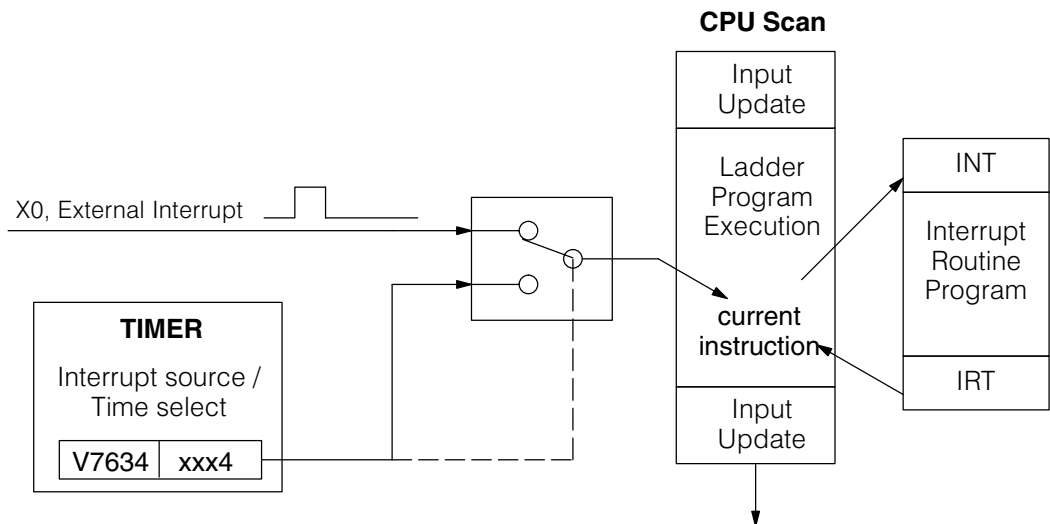 CPU Scan
Input
Update
Ladder
Program
Execution
current
instruction
Input
Update
INT
Interrupt
Routine
Program
IRT
X0, External Interrupt
TIMER
Interrupt source /
Time select
V7634 xxx4